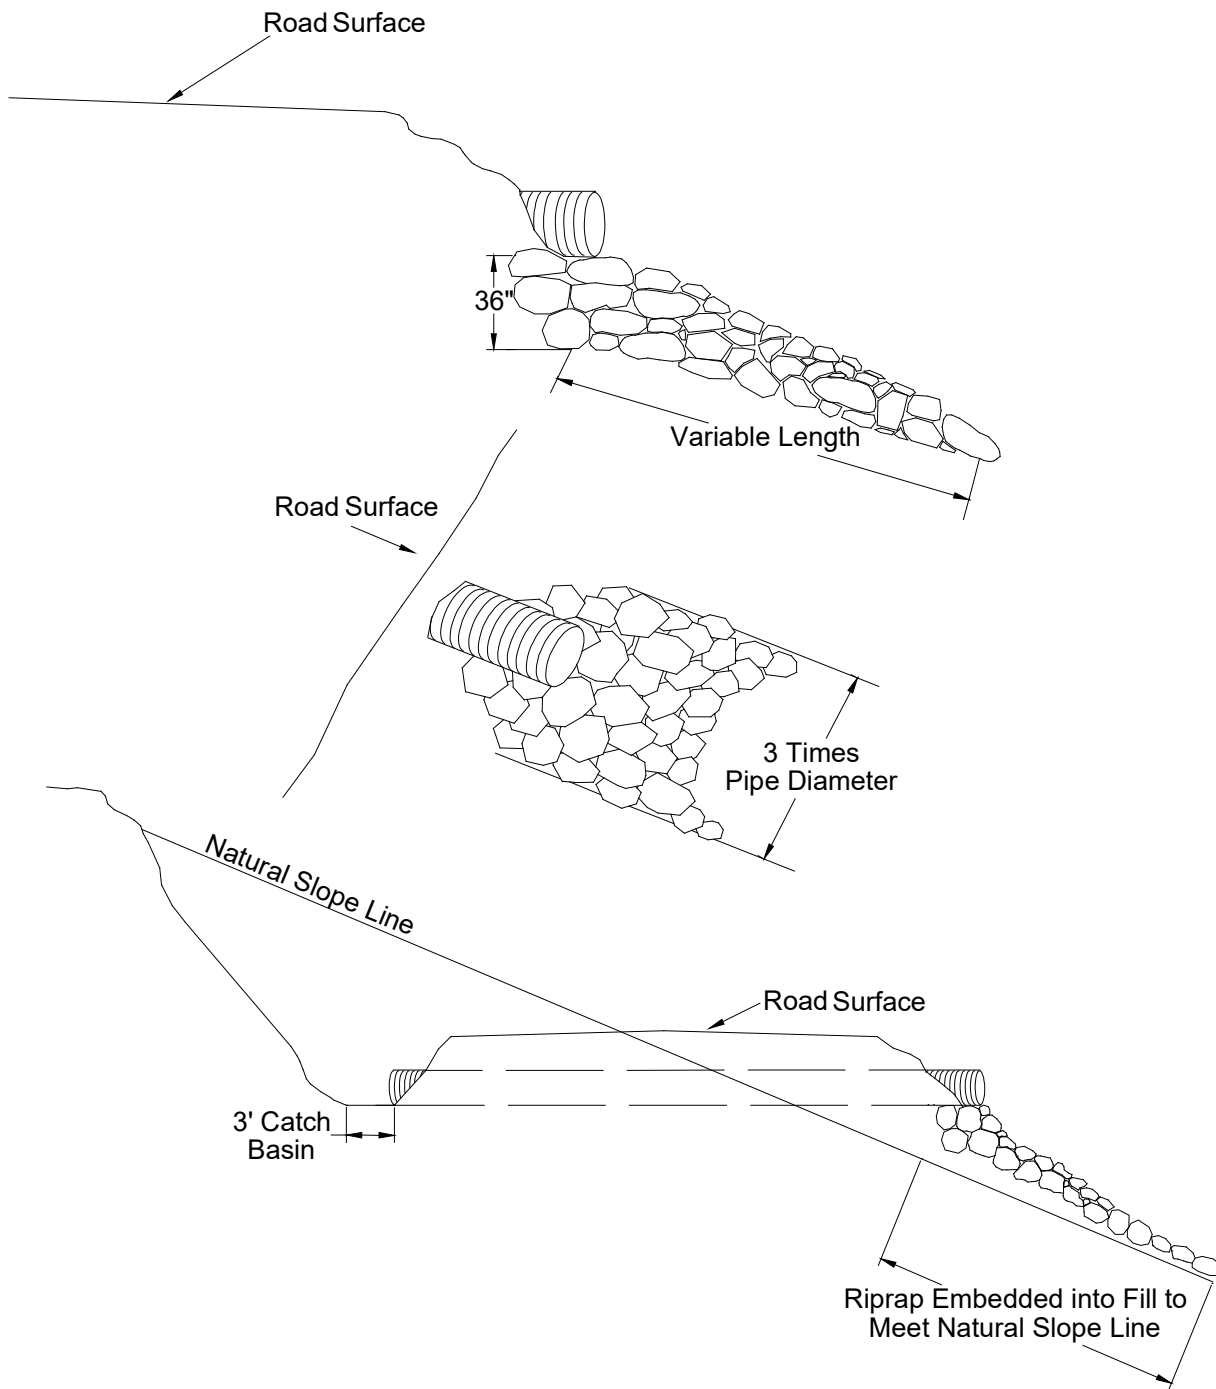 Road Surface
36"
Variable Length
Road Surface
3 Times
Pipe Diameter
Natural Slope Line
Road Surface
3' Catch
Basin
Riprap Embedded into Fill to
Meet Natural Slope Line